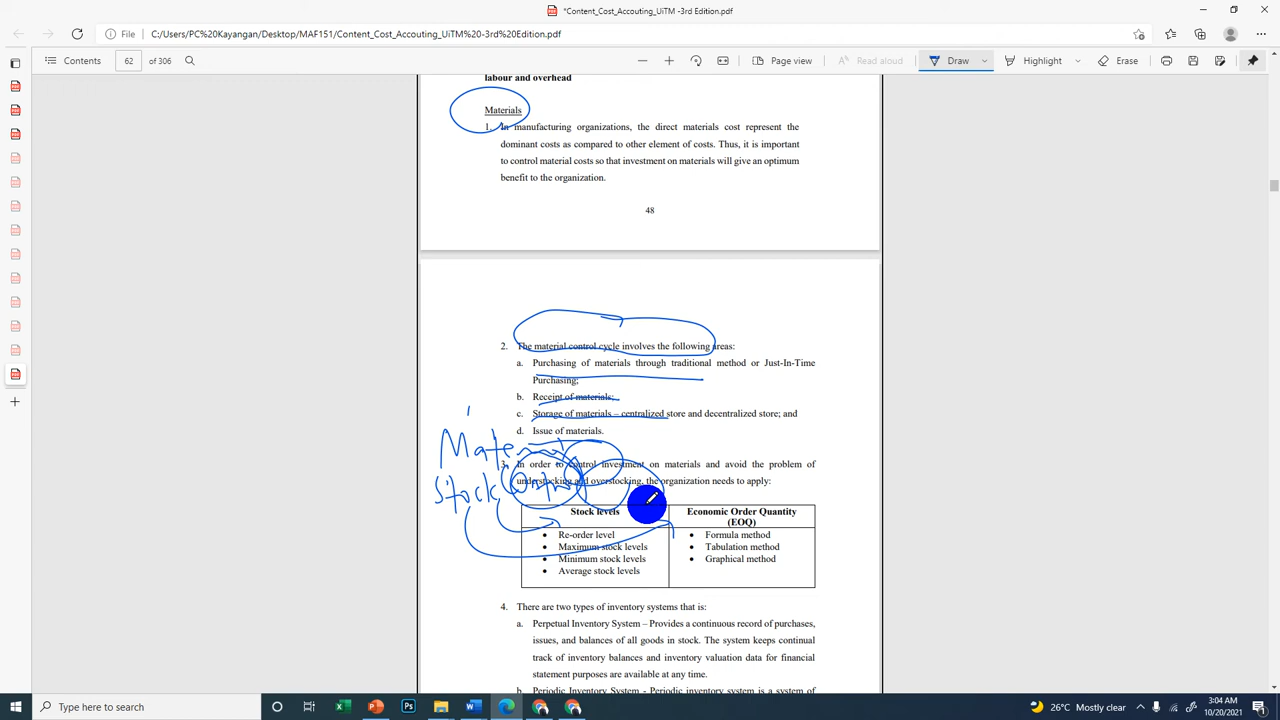 *Content_Cost_Accouting_UiTM -3rd Edition.pdf
File
C:/Users/PC%20Kayangan/Desktop/MAF151/Content_Cost_Accouting_UiTM%20-3rd%20Edition.pdf
Contents
62
of 306
Page view
Read aloud
Draw
Highlight
Erase
labour and overhead
Materials
1. In manufacturing organizations, the direct materials cost represent the
dominant costs as compared to other element of costs. Thus, it is important
to control material costs so that investment on materials will give an optimum
benefit to the organization.
48
2. The material control cycle involves the following areas:
a. Purchasing of materials through traditional method or Just-In-Time
Purchasing;
b. Receipt of materials;
c. Storage of materials – centralized store and decentralized store; and
d. Issue of materials.
3. In order to control investment on materials and avoid the problem of
understocking and overstocking, the organization needs to apply:
Stock Control
Stock levels
• Re-order level
• Maximum stock levels
• Minimum stock levels
• Average stock levels
Economic Order Quantity
(EOQ)
• Formula method
• Tabulation method
• Graphical method
4. There are two types of inventory systems that is:
a. Perpetual Inventory System – Provides a continuous record of purchases,
issues, and balances of all goods in stock. The system keeps continual
track of inventory balances and inventory valuation data for financial
statement purposes are available at any time.
b. Periodic Inventory System - Periodic inventory system is a system of
Type here to search
26°C Mostly clear
3:04 AM
10/20/2021